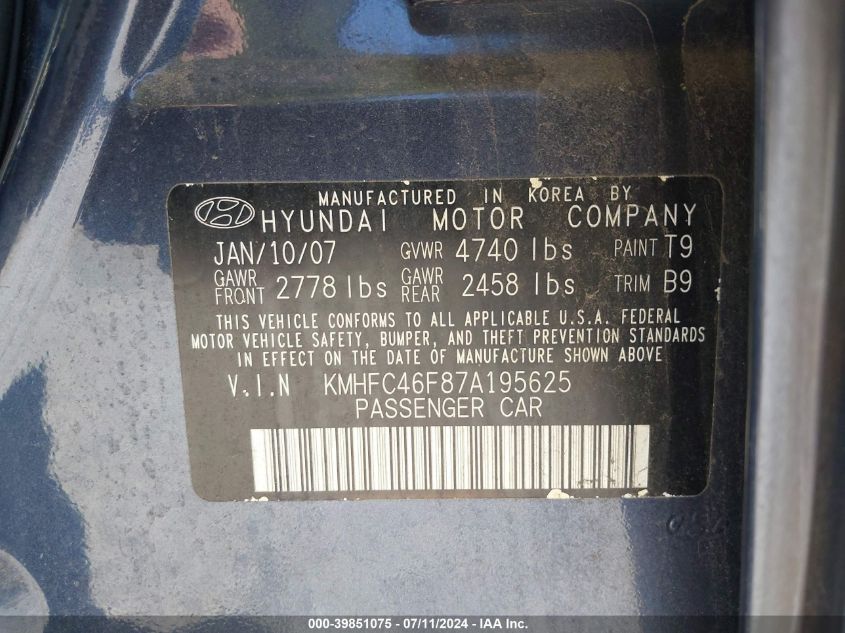 MANUFACTURED IN KOREA BY
HYUNDAI MOTOR COMPANY
JAN/10/07 GVWR 4740 lbs PAINT T9
GAWR FRONT 2778 lbs GAWR REAR 2458 lbs TRIM B9
THIS VEHICLE CONFORMS TO ALL APPLICABLE U.S.A. FEDERAL
MOTOR VEHICLE SAFETY, BUMPER, AND THEFT PREVENTION STANDARDS
IN EFFECT ON THE DATE OF MANUFACTURE SHOWN ABOVE
V.I.N KMHFC46F87A195625
PASSENGER CAR
000-39851075 - 07/11/2024 - IAA, Inc.